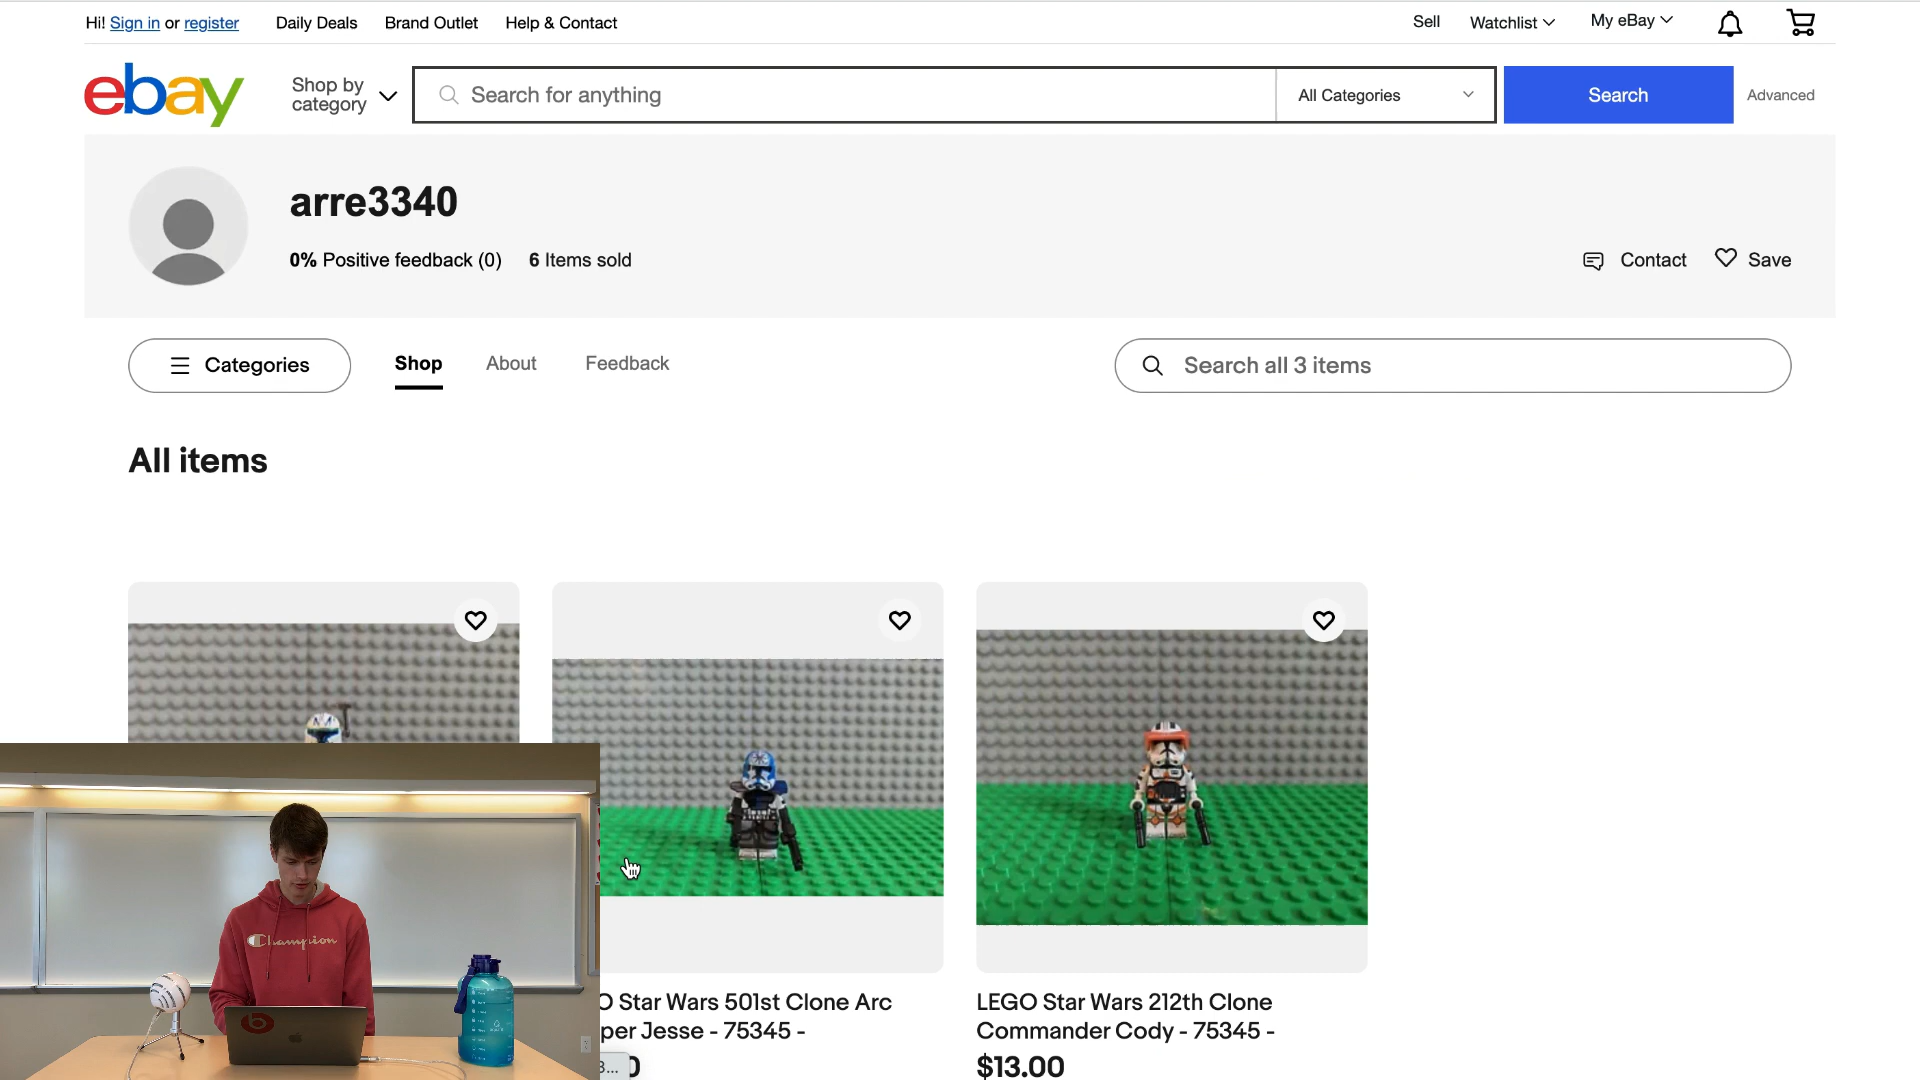 Hi! Sign in or register Daily Deals Brand Outlet Help & Contact Sell Watchlist My eBay
ebay
Shop by category
Search for anything
All Categories
Search
Advanced
arre3340
0% Positive feedback (0) 6 Items sold
Contact Save
Categories Shop About Feedback
Search all 3 items
All items
Star Wars 501st Clone Arc
Jesse - 75345 -
LEGO Star Wars 212th Clone
Commander Cody - 75345 -
$13.00
Champion